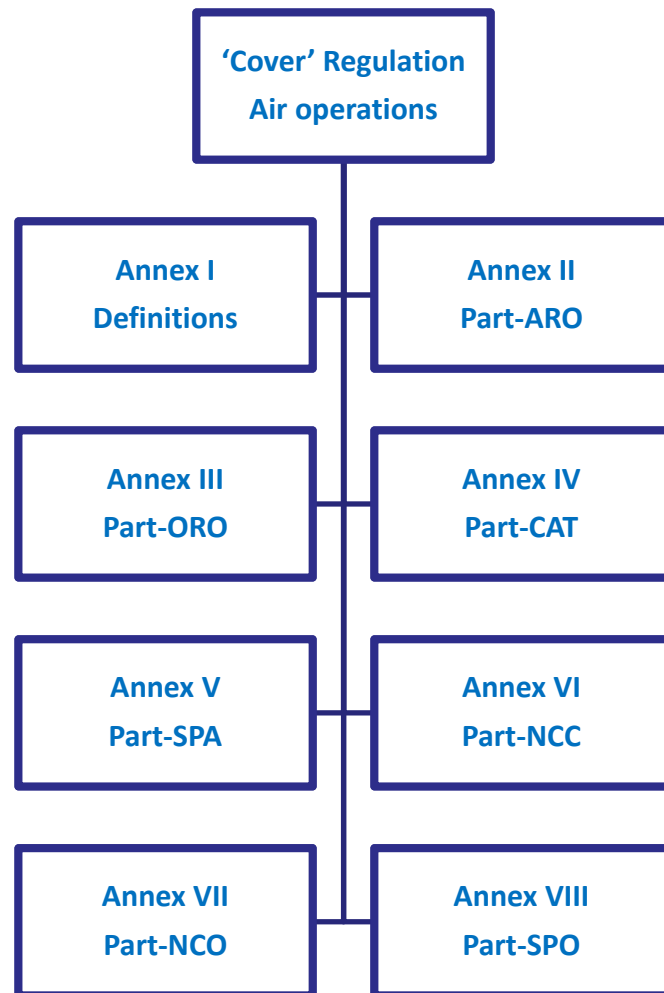 ‘Cover’ Regulation
Air operations
Annex I
Definitions
Annex II
Part-ARO
Annex III
Part-ORO
Annex IV
Part-CAT
Annex V
Part-SPA
Annex VI
Part-NCC
Annex VII
Part-NCO
Annex VIII
Part-SPO